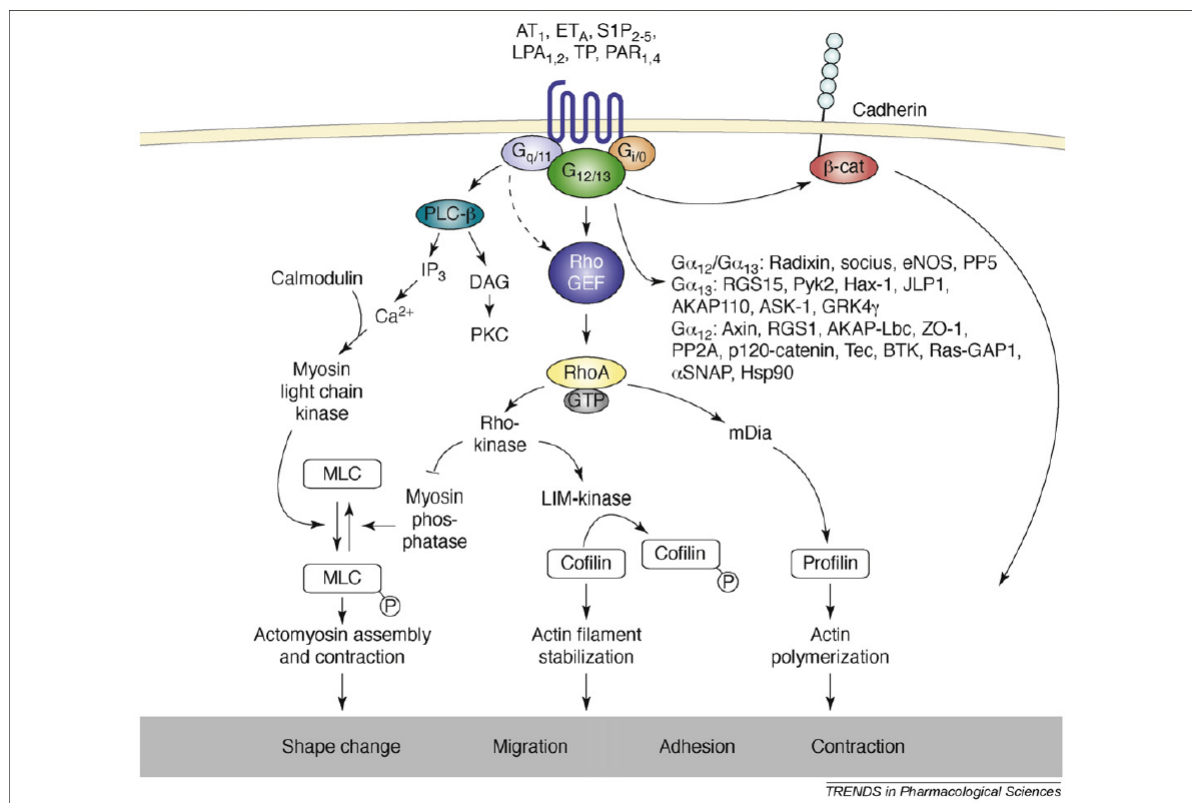 AT1, ETA, S1P2-5,
LPA1,2, TP, PAR1,4
Cadherin
Gq/11
Gi/0
G12/13
β-cat
PLC-β
Rho
GEF
IP3
DAG
Calmodulin
Ca2+
PKC
Gα12/Gα13: Radixin, socius, eNOS, PP5
Gα13: RGS15, Pyk2, Hax-1, JLP1,
AKAP110, ASK-1, GRK4γ
Gα12: Axin, RGS1, AKAP-Lbc, ZO-1,
PP2A, p120-catenin, Tec, BTK, Ras-GAP1,
αSNAP, Hsp90
Myosin
light chain
kinase
RhoA
GTP
Rho-
kinase
mDia
MLC
Myosin
phos-
phatase
LIM-kinase
Cofilin
Cofilin
P
Profilin
MLC
P
Actomyosin assembly
and contraction
Actin filament
stabilization
Actin
polymerization
Shape change
Migration
Adhesion
Contraction
TRENDS in Pharmacological Sciences